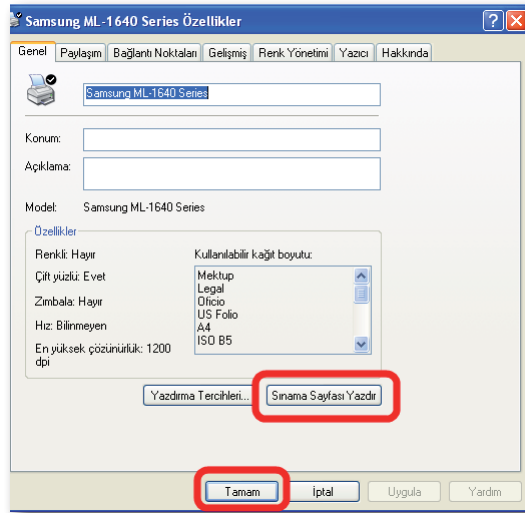 Samsung ML-1640 Series Özellikler
Genel Paylaşım Bağlantı Noktaları Gelişmiş Renk Yönetimi Yazıcı Hakkında
Samsung ML-1640 Series
Konum:
Açıklama:
Model: Samsung ML-1640 Series
Özellikler
Renkli: Hayır Kullanılabilir kağıt boyutu:
Çift yüzlü: Evet Mektup
Legal
Zımbala: Hayır Oficio
US Folio
Hız: Bilinmeyen A4
ISO B5
En yüksek çözünürlük: 1200
dpi
Yazdırma Tercihleri... Sınama Sayfası Yazdır
Tamam İptal Uygula Yardım